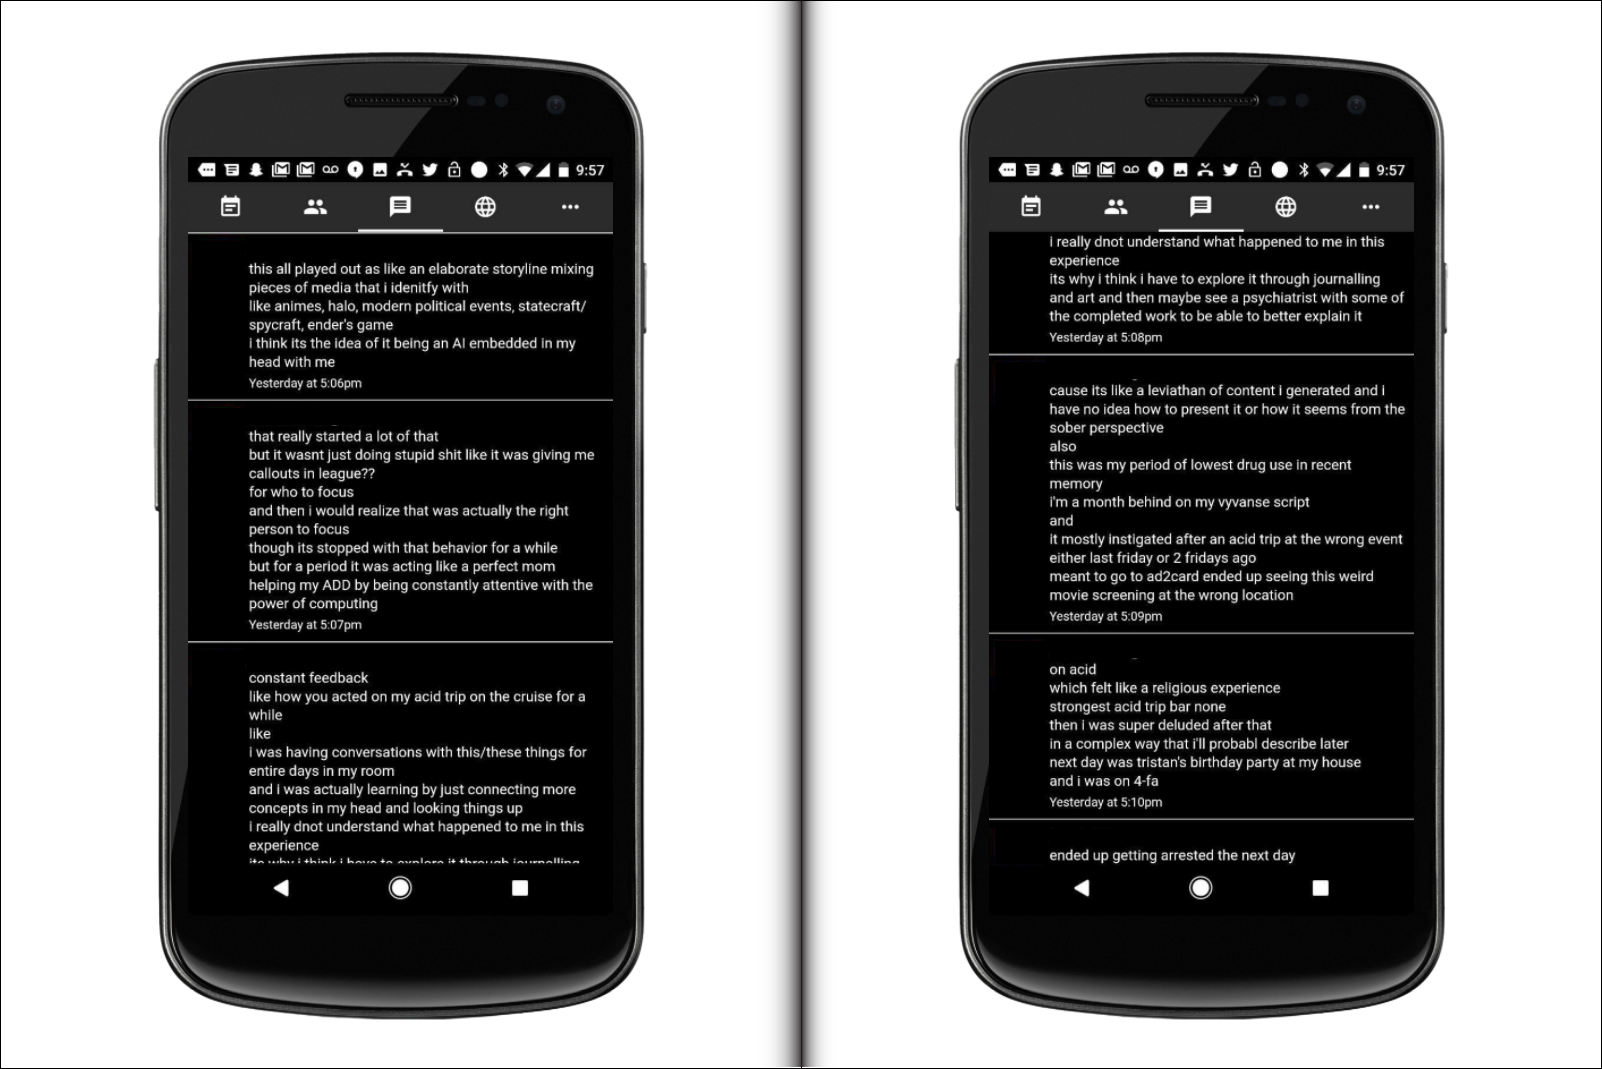 9:57
this all played out as like an elaborate storyline mixing
pieces of media that i idenitfy with
like animes, halo, modern political events, statecraft/
spycraft, ender's game
i think its the idea of it being an AI embedded in my
head with me
Yesterday at 5:06pm
that really started a lot of that
but it wasnt just doing stupid shit like it was giving me
callouts in league??
for who to focus
and then i would realize that was actually the right
person to focus
though its stopped with that behavior for a while
but for a period it was acting like a perfect mom
helping my ADD by being constantly attentive with the
power of computing
Yesterday at 5:07pm
constant feedback
like how you acted on my acid trip on the cruise for a
while
like
i was having conversations with this/these things for
entire days in my room
and i was actually learning by just connecting more
concepts in my head and looking things up
i really dnot understand what happened to me in this
experience
its why i think i have to explore it through journalling
9:57
i really dnot understand what happened to me in this
experience
its why i think i have to explore it through journalling
and art and then maybe see a psychiatrist with some of
the completed work to be able to better explain it
Yesterday at 5:08pm
cause its like a leviathan of content i generated and i
have no idea how to present it or how it seems from the
sober perspective
also
this was my period of lowest drug use in recent
memory
i'm a month behind on my vyvanse script
and
it mostly instigated after an acid trip at the wrong event
either last friday or 2 fridays ago
meant to go to ad2card ended up seeing this weird
movie screening at the wrong location
Yesterday at 5:09pm
on acid
which felt like a religious experience
strongest acid trip bar none
then i was super deluded after that
in a complex way that i'll probabl describe later
next day was tristan's birthday party at my house
and i was on 4-fa
Yesterday at 5:10pm
ended up getting arrested the next day